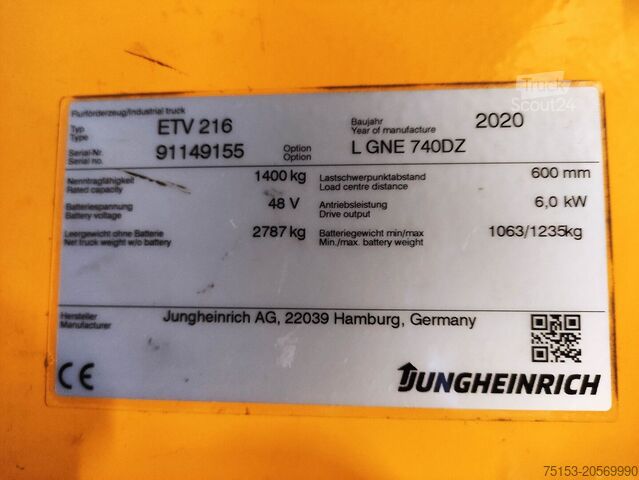 Trucky
Scout24
Flurförderzeug/Industrial truck
Typ ETV 216 Baujahr 2020
Type Year of manufacture
Serial-Nr. 91149155 Option L GNE 740DZ
Serial no. Option
Nenntragfähigkeit 1400 kg Lastschwerpunktabstand 600 mm
Rated capacity Load centre distance
Batteriespannung 48 V Antriebsleistung 6,0 kW
Battery voltage Drive output
Leergewicht ohne Batterie 2787 kg Batteriegewicht min/max 1063/1235kg
Net truck weight w/o battery Min./max. battery weight
Hersteller Jungheinrich AG, 22039 Hamburg, Germany
Manufacturer
CE JUNGHEINRICH
75153-20569990